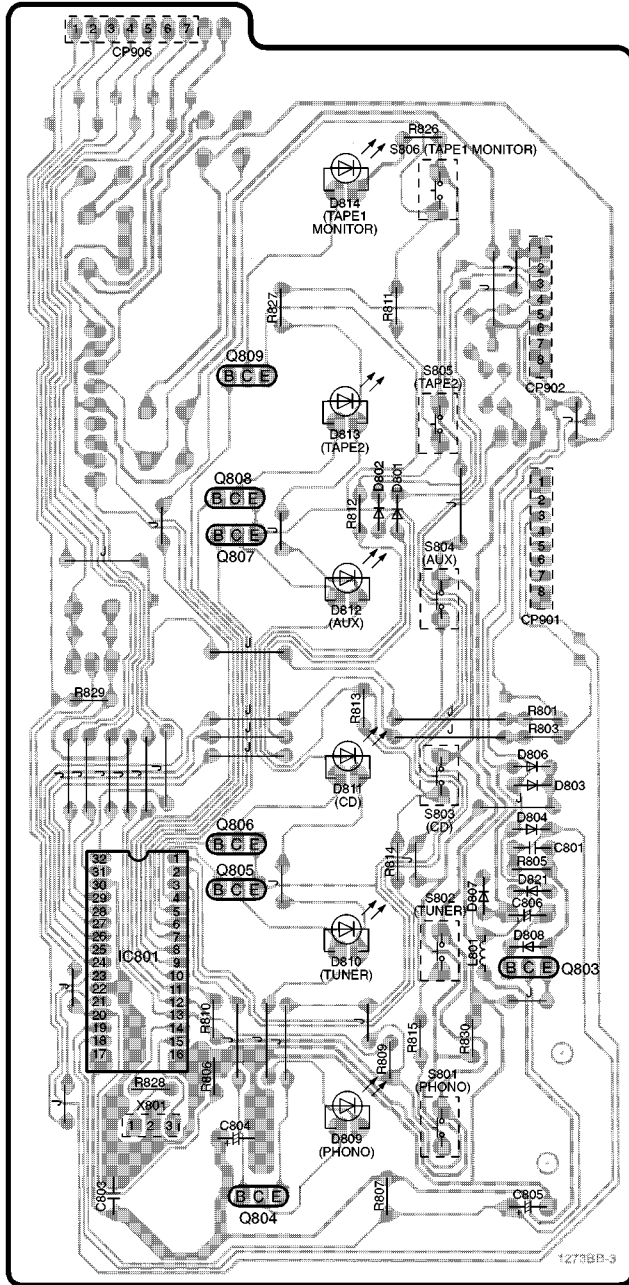 1 2 3 4 5 6 7
CP906
R826
S806 (TAPE1 MONITOR)
D814
(TAPE1
MONITOR)
1
2
3
4
5
6
7
8
CP902
J
J
R827
R811
Q809
B C E
S805
(TAPE2)
D813
(TAPE2)
J
Q808
B C E
Q807
B C E
J
J
R812
D802
D801
J
1
2
3
4
5
6
7
8
CP901
J
S804
(AUX)
D812
(AUX)
J
R829
R813
J
J
J
J
R801
R803
J
J
J
J
J
D811
(CD)
S803
(CD)
D806
D803
J
D804
C801
R805
D821
C806
D808
Q806
B C E
Q805
B C E
J
R814
J
D807
L801
32
31
30
29
28
27
26
25
24
23
22
21
20
19
18
17
IC801
1
2
3
4
5
6
7
8
9
10
11
12
13
14
15
16
S802
(TUNER)
D810
(TUNER)
B C E
Q803
J
J
R810
J
J
J
J
R815
R830
R809
R806
J
R828
X801
1 2 3
C804
S801
(PHONO)
D809
(PHONO)
C803
B C E
Q804
R807
C805
1273BB-3